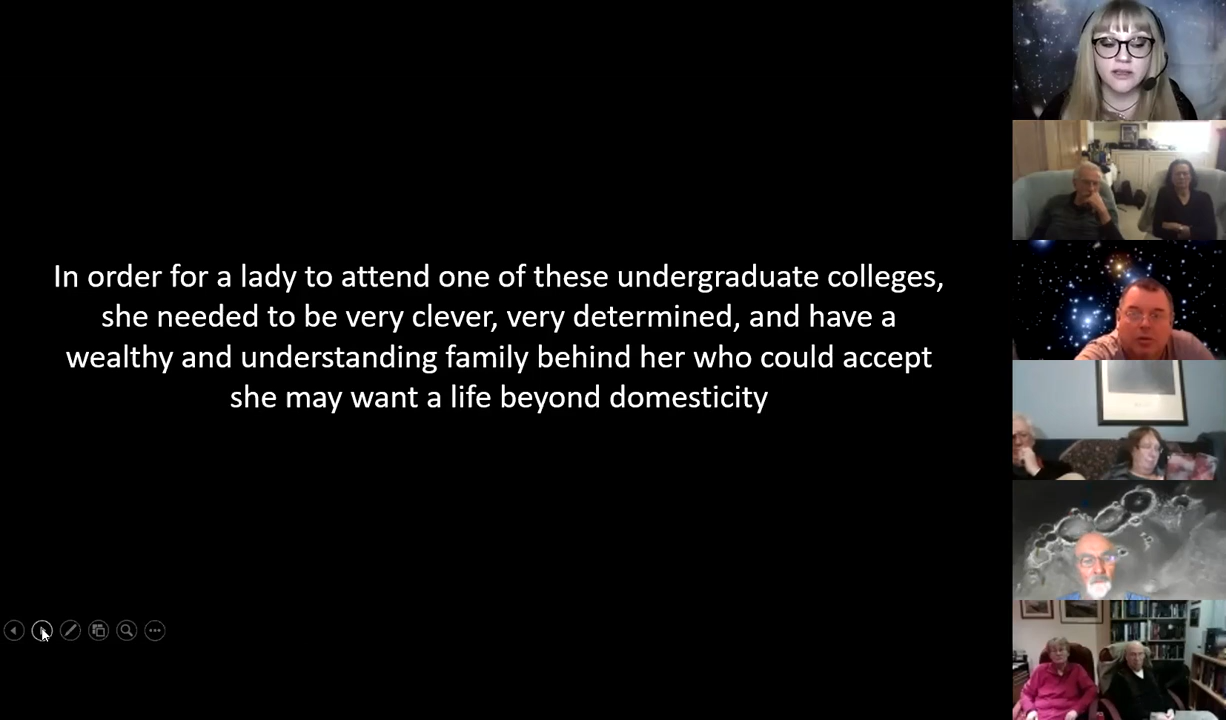 In order for a lady to attend one of these undergraduate colleges,
she needed to be very clever, very determined, and have a
wealthy and understanding family behind her who could accept
she may want a life beyond domesticity